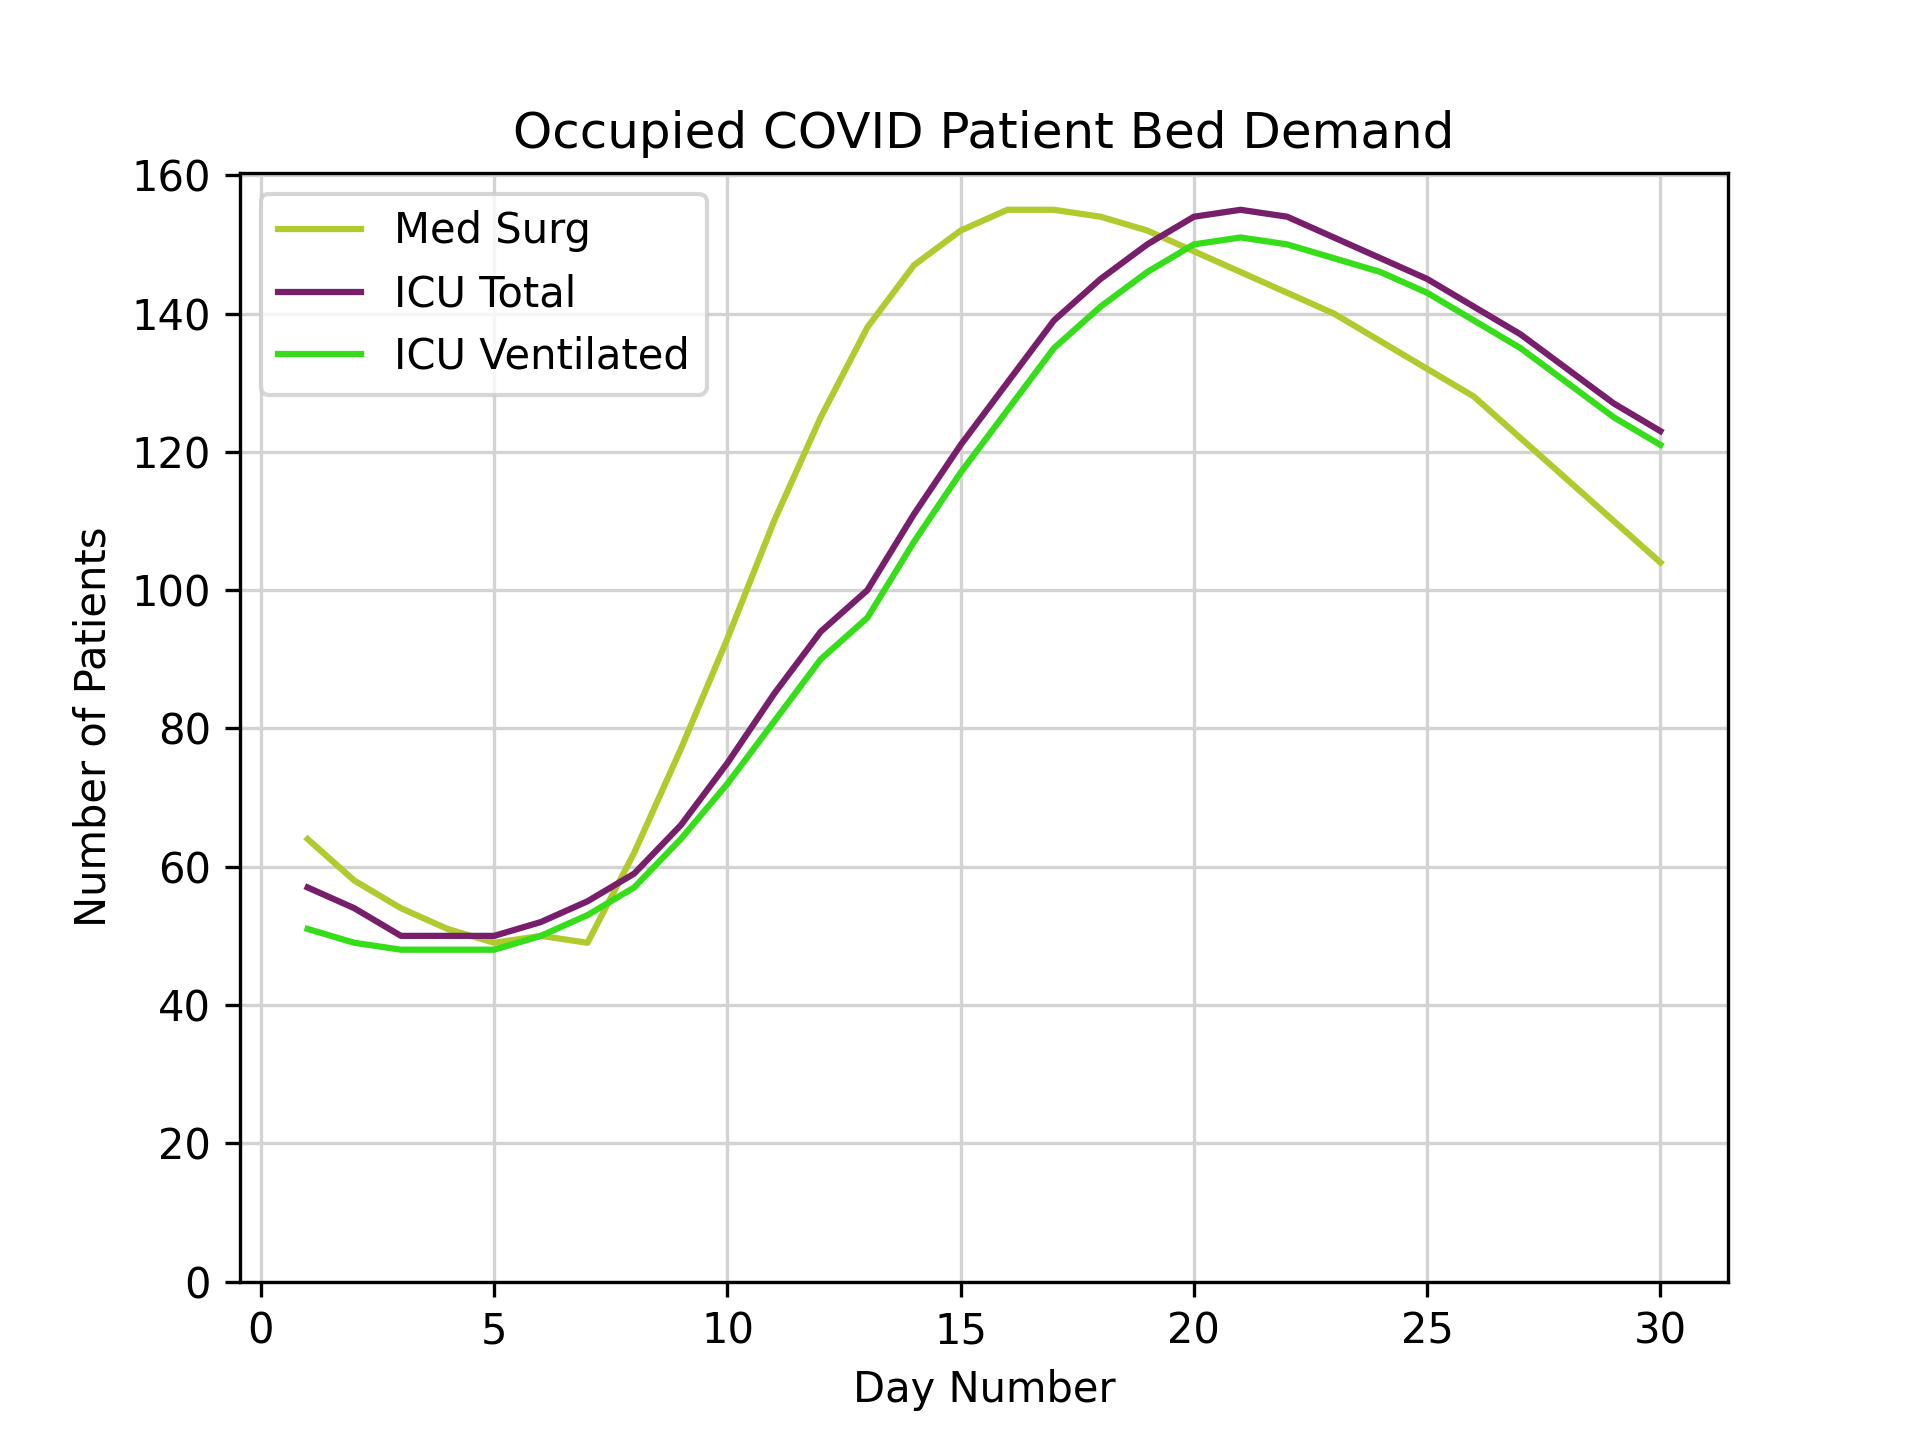 Occupied COVID Patient Bed Demand
160
140
120
100
80
60
40
20
0
Number of Patients
Med Surg
ICU Total
ICU Ventilated
0 5 10 15 20 25 30
Day Number